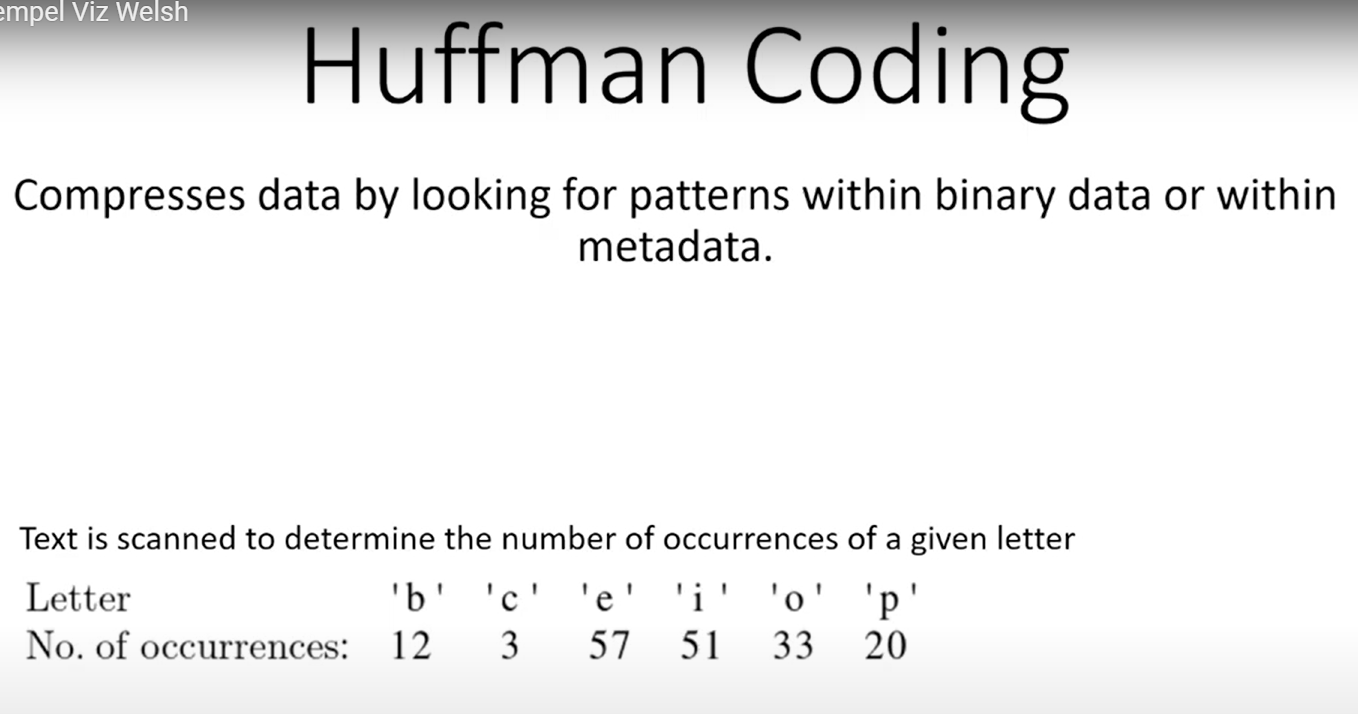 Viz Welsh
Huffman Coding
Compresses data by looking for patterns within binary data or within
metadata.
Text is scanned to determine the number of occurrences of a given letter
Letter 'b' 'c' 'e' 'i' 'o' 'p'
No. of occurrences: 12 3 57 51 33 20